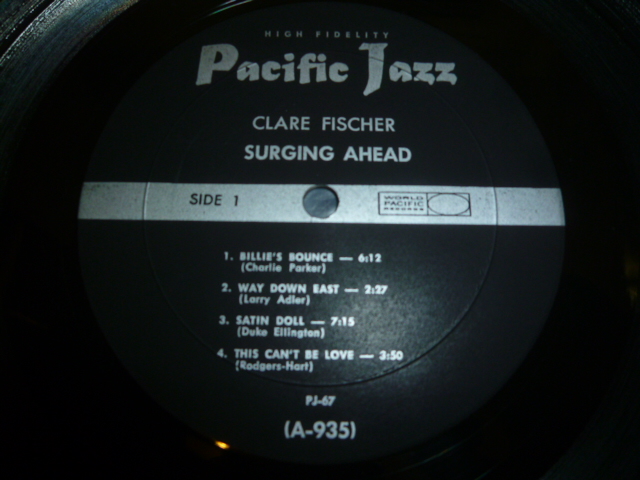 HIGH FIDELITY
Pacific Jazz
CLARE FISCHER
SURGING AHEAD
SIDE 1
WORLD
PACIFIC
RECORDS
1. BILLIE'S BOUNCE — 6:12
(Charlie Parker)
2. WAY DOWN EAST — 2:27
(Larry Adler)
3. SATIN DOLL — 7:15
(Duke Ellington)
4. THIS CAN'T BE LOVE — 3:50
(Rodgers-Hart)
PJ-67
(A-935)